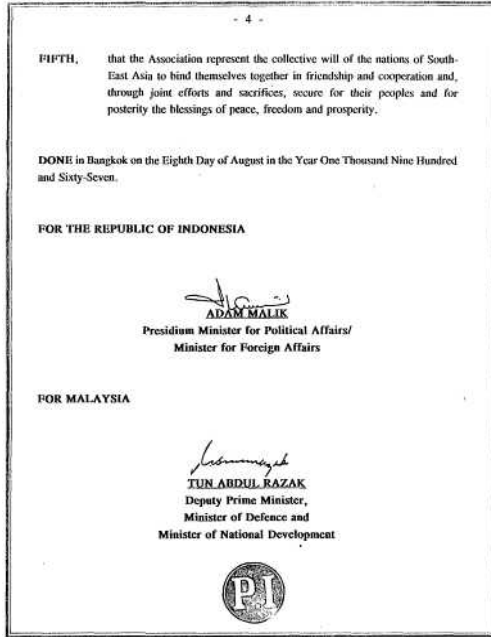 - 4 -
FIFTH, that the Association represent the collective will of the nations of South-
East Asia to bind themselves together in friendship and cooperation and,
through joint efforts and sacrifices, secure for their peoples and for
posterity the blessings of peace, freedom and prosperity.
DONE in Bangkok on the Eighth Day of August in the Year One Thousand Nine Hundred
and Sixty-Seven.
FOR THE REPUBLIC OF INDONESIA
ADAM MALIK
Presidium Minister for Political Affairs/
Minister for Foreign Affairs
FOR MALAYSIA
TUN ABDUL RAZAK
Deputy Prime Minister,
Minister of Defence and
Minister of National Development
PJ